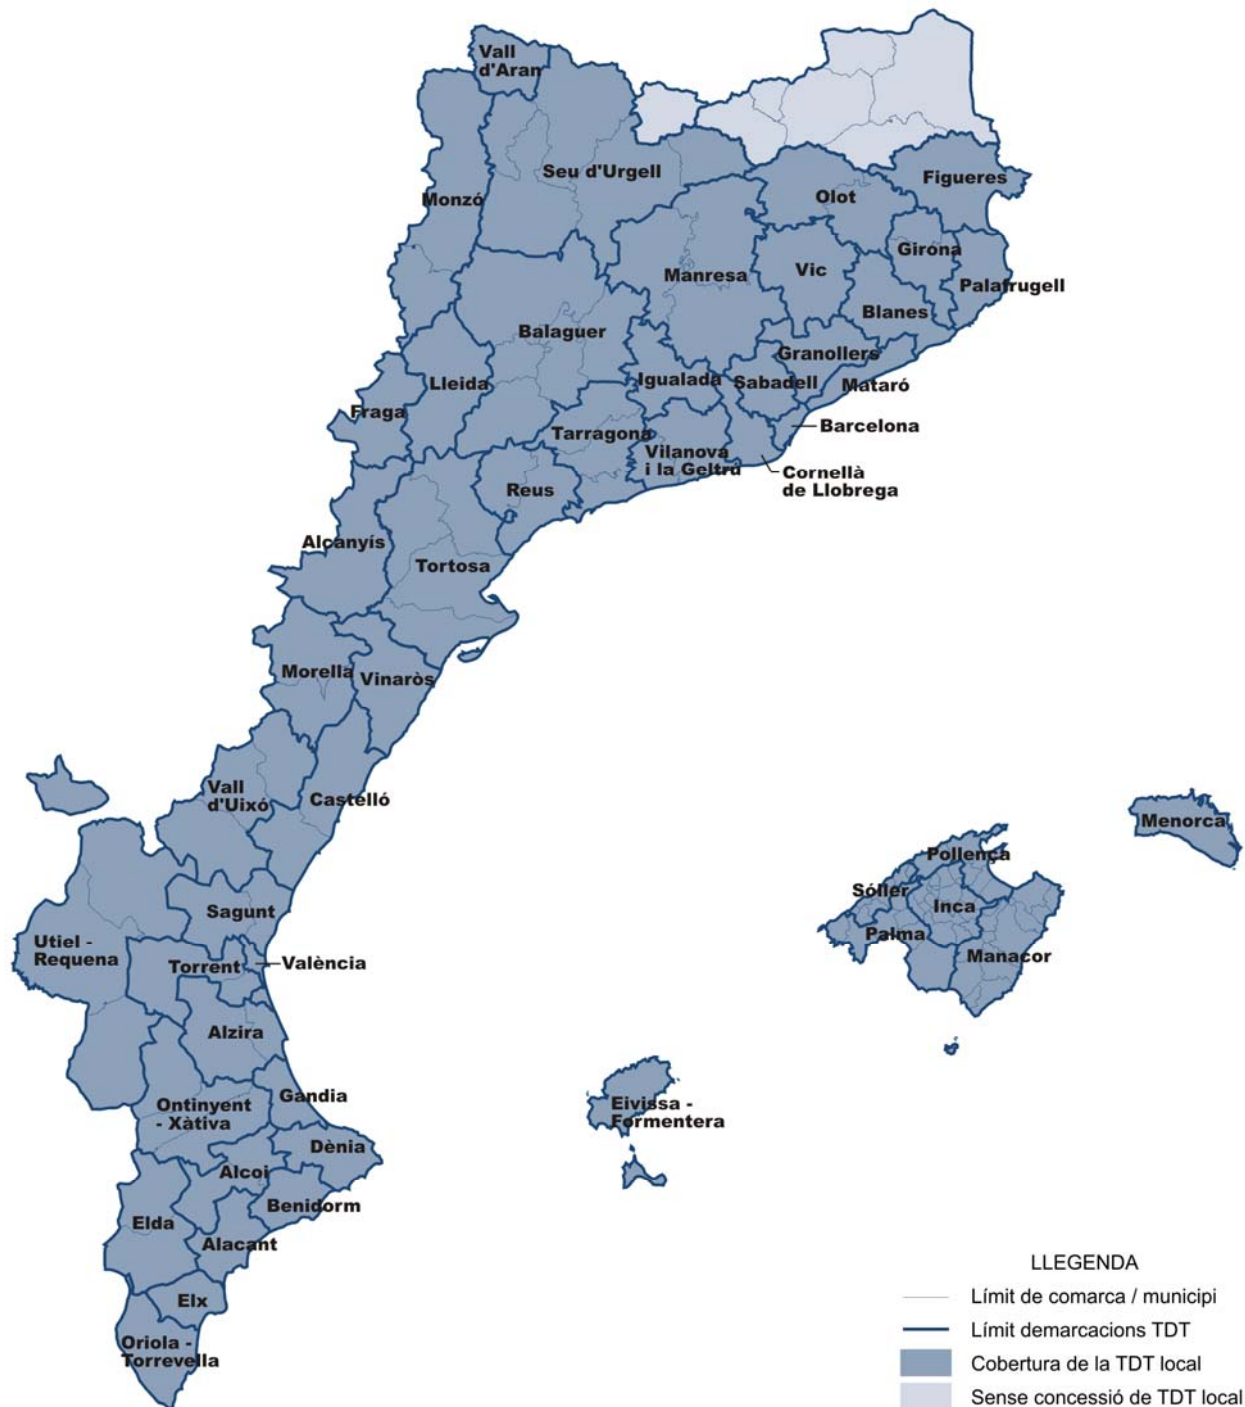 Vall
d'Aran
Seu d'Urgell
Monzó
Figueres
Olot
Girona
Manresa
Vic
Palafrugell
Blanes
Balaguer
Granollers
Igualada
Sabadell
Mataró
Lleida
Fraga
Barcelona
Tarragona
Vilanova
i la Geltrú
Cornellà
de Llobrega
Reus
Alçanyís
Tortosa
Morella
Vinaròs
Vall
d'Uixó
Castelló
Menorca
Pollença
Sóller
Inca
Palma
Manacor
Sagunt
Utiel -
Requena
Torrent
València
Alzira
Gandia
Ontinyent
- Xàtiva
Eivissa -
Formentera
Dènia
Alcoi
Benidorm
Elda
Alacant
Elx
Oriola -
Torrevella
LLEGENDA
Límit de comarca / municipi
Límit demarcacions TDT
Cobertura de la TDT local
Sense concessió de TDT local